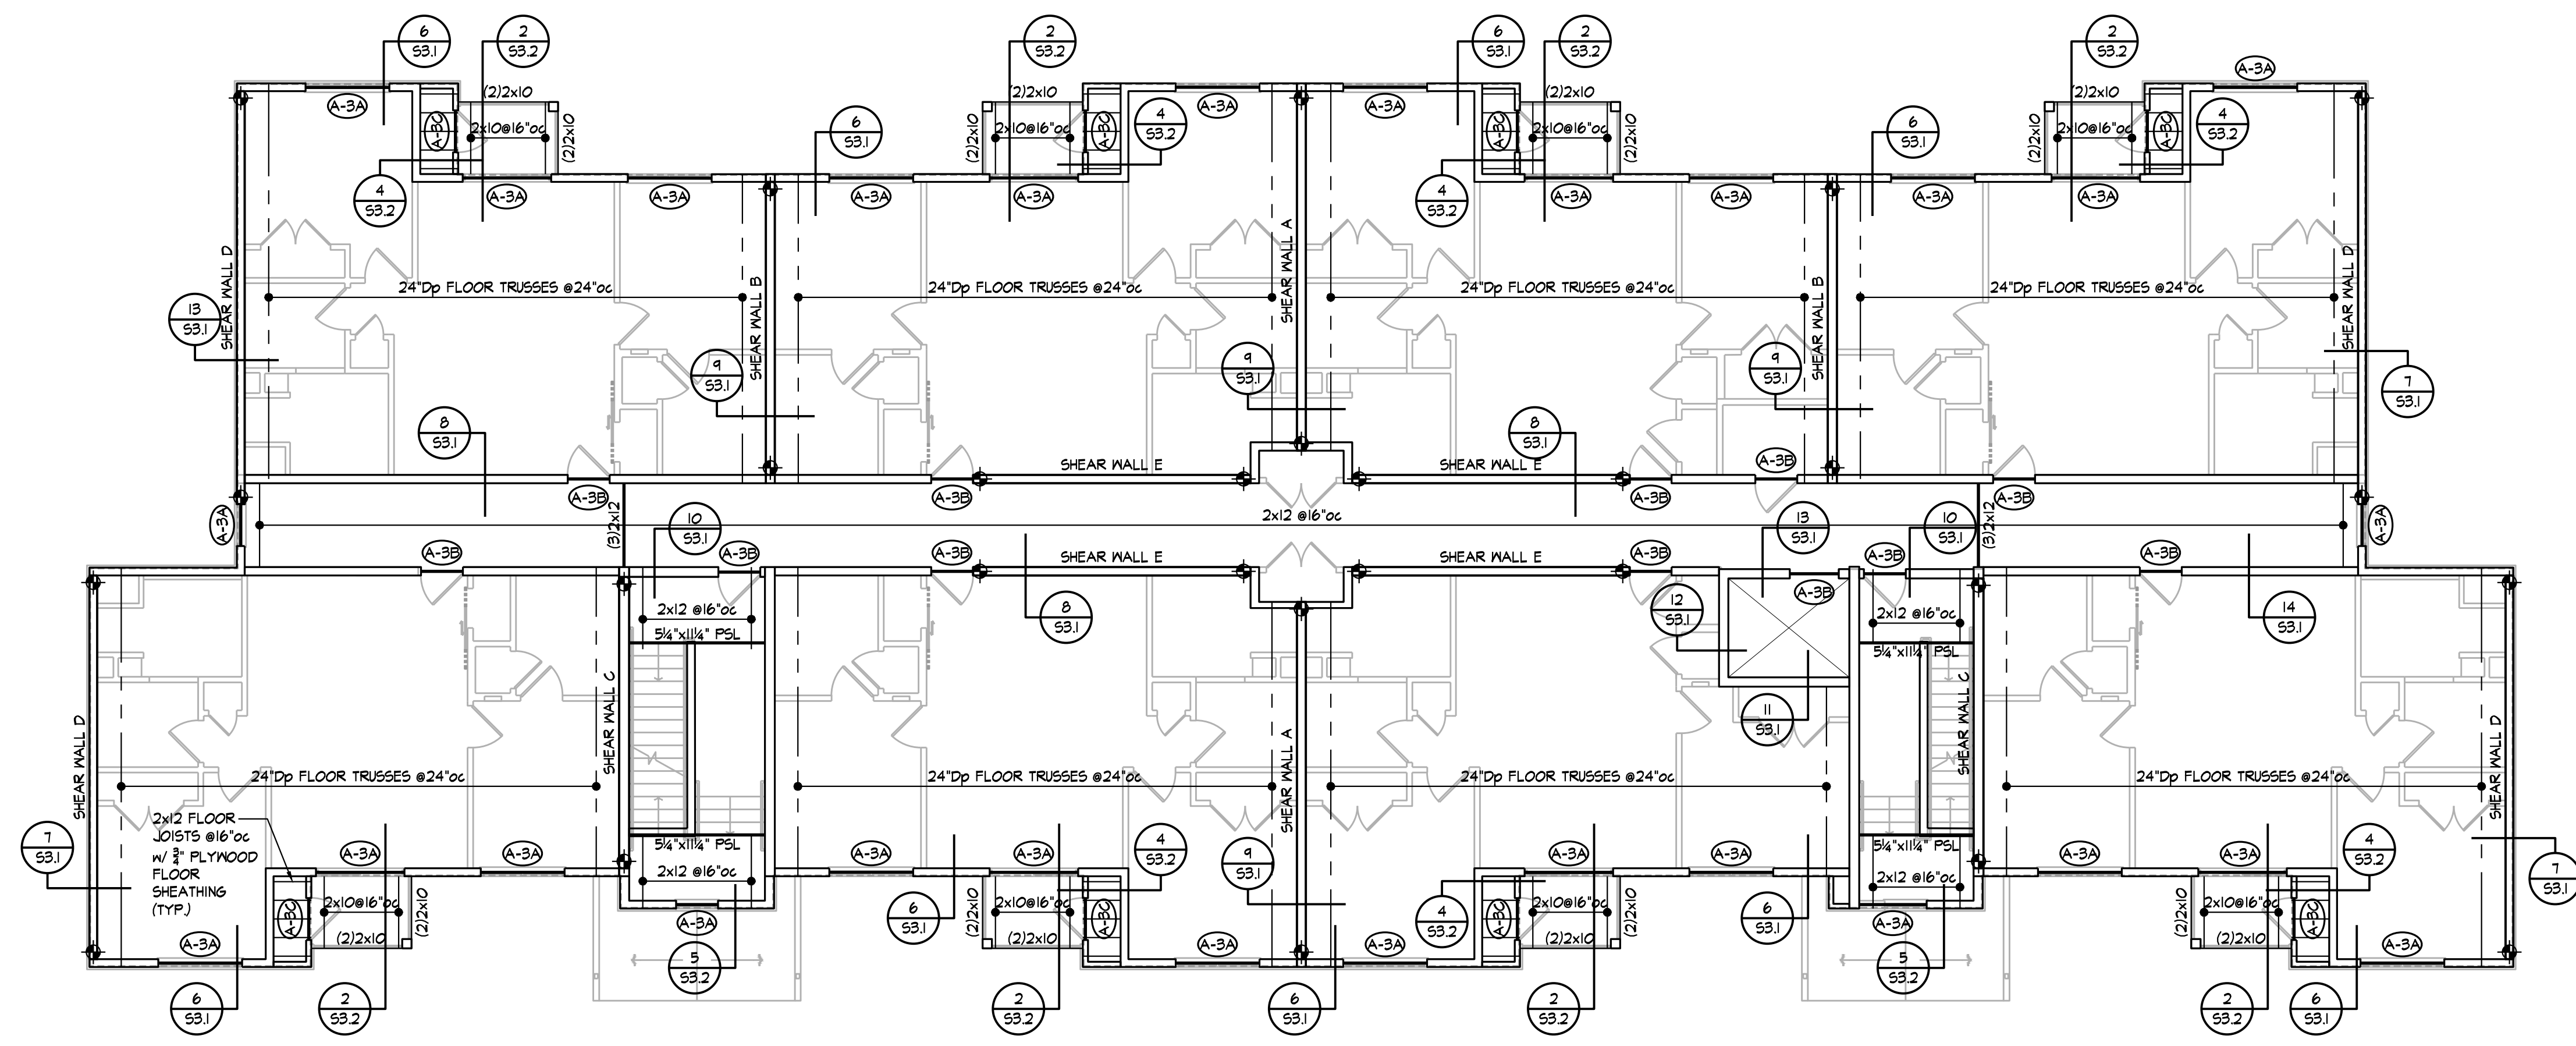 6
S3.1
2
S3.2
2
S3.2
6
S3.1
2
S3.2
2
S3.2
A-3A
(2)2x10
(2)2x10
(2)2x10
(2)2x10
A-3A
A-3A
A-3A
6
S3.1
4
S3.2
6
S3.1
4
S3.2
A-3C
2x10@16"oc
(2)2x10
(2)2x10
2x10@16"oc
A-3C
A-3C
2x10@16"oc
(2)2x10
(2)2x10
2x10@16"oc
A-3C
4
S3.2
4
S3.2
A-3A
A-3A
A-3A
A-3A
A-3A
A-3A
A-3A
A-3A
SHEAR WALL D
SHEAR WALL B
SHEAR WALL A
SHEAR WALL B
SHEAR WALL D
24"Dp FLOOR TRUSSES @24"oc
24"Dp FLOOR TRUSSES @24"oc
24"Dp FLOOR TRUSSES @24"oc
24"Dp FLOOR TRUSSES @24"oc
13
S3.1
9
S3.1
9
S3.1
9
S3.1
7
S3.1
8
S3.1
8
S3.1
SHEAR WALL E
SHEAR WALL E
A-3B
A-3B
A-3B
A-3B
A-3B
A-3A
(3)2x12
10
S3.1
2x12 @16"oc
13
S3.1
10
S3.1
(3)2x12
A-3A
A-3B
A-3B
A-3B
SHEAR WALL E
SHEAR WALL E
A-3B
A-3B
A-3B
A-3B
2x12 @16"oc
5¼"x11¼" PSL
8
S3.1
12
S3.1
2x12 @16"oc
5¼"x11¼" PSL
14
S3.1
11
S3.1
SHEAR WALL D
SHEAR WALL C
SHEAR WALL A
SHEAR WALL C
SHEAR WALL D
24"Dp FLOOR TRUSSES @24"oc
24"Dp FLOOR TRUSSES @24"oc
24"Dp FLOOR TRUSSES @24"oc
24"Dp FLOOR TRUSSES @24"oc
2x12 FLOOR
JOISTS @16"oc
w/ ¾" PLYWOOD
FLOOR
SHEATHING
(TYP.)
7
S3.1
A-3A
A-3A
5¼"x11¼" PSL
2x12 @16"oc
A-3A
A-3A
4
S3.2
9
S3.1
A-3A
A-3A
5¼"x11¼" PSL
2x12 @16"oc
A-3A
A-3A
4
S3.2
7
S3.1
A-3C
2x10@16"oc
(2)2x10
(2)2x10
A-3A
6
S3.1
(2)2x10
2x10@16"oc
(2)2x10
A-3C
4
S3.2
A-3C
2x10@16"oc
(2)2x10
(2)2x10
6
S3.1
A-3A
(2)2x10
2x10@16"oc
(2)2x10
A-3C
A-3A
A-3A
A-3A
A-3A
5
S3.2
5
S3.2
6
S3.1
2
S3.2
2
S3.2
6
S3.1
2
S3.2
2
S3.2
6
S3.1